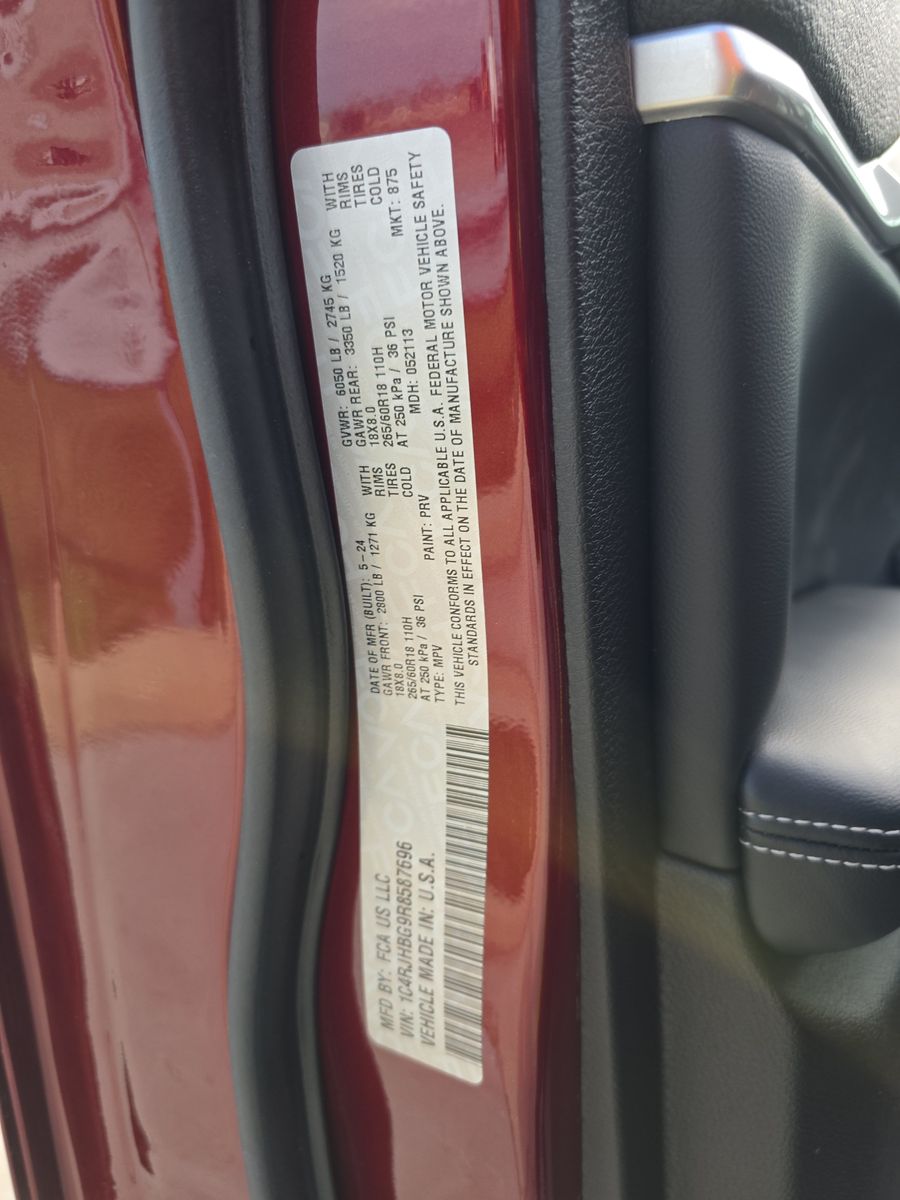 MFD BY: FCA US LLC
VIN: 1C4RJHBG9R8587696
VEHICLE MADE IN: U.S.A.
DATE OF MFR (BUILT): 5-24
GAWR FRONT: 2800 LB / 1271 KG WITH
18X8.0 RIMS
265/60R18 110H TIRES
AT 250 kPa / 36 PSI COLD
TYPE: MPV PAINT: PRV
GVWR: 6050 LB / 2745 KG
GAWR REAR: 3350 LB / 1520 KG WITH
18X8.0 RIMS
265/60R18 110H TIRES
AT 250 kPa / 36 PSI COLD
MDH: 052113 MKT: 875
THIS VEHICLE CONFORMS TO ALL APPLICABLE U.S.A. FEDERAL MOTOR VEHICLE SAFETY
STANDARDS IN EFFECT ON THE DATE OF MANUFACTURE SHOWN ABOVE.